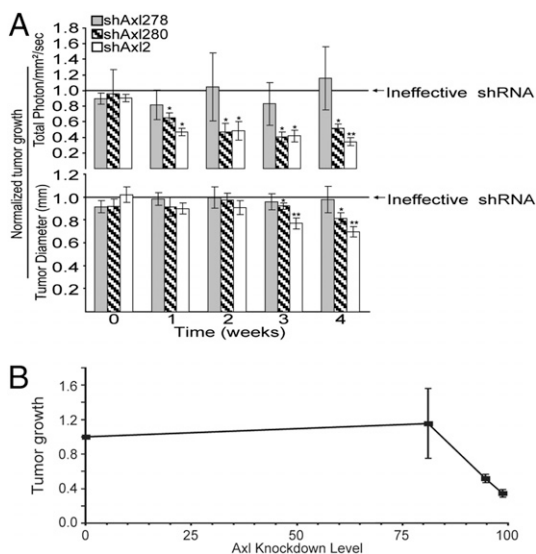 A
shAxl278
shAxl280
shAxl2
Normalized tumor growth
Total Photon/mm²/sec
1.8
1.6
1.4
1.2
1.0
0.8
0.6
0.4
0.2
* * * * * * * **
Ineffective shRNA
Tumor Diameter (mm)
1.2
1.0
0.8
0.6
0.4
0.2
* ** * **
Ineffective shRNA
0 1 2 3 4
Time (weeks)
B
Tumor growth
1.6
1.2
0.8
0.4
0.0
0 25 50 75 100
Axl Knockdown Level